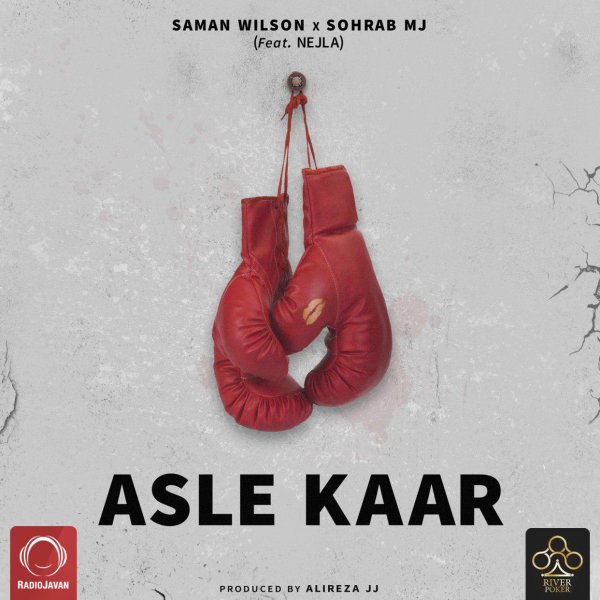 SAMAN WILSON x SOHRAB MJ
(Feat. NEJLA)
ASLE KAAR
RADIOJAVAN
PRODUCED BY ALIREZA JJ
RIVER
POKER